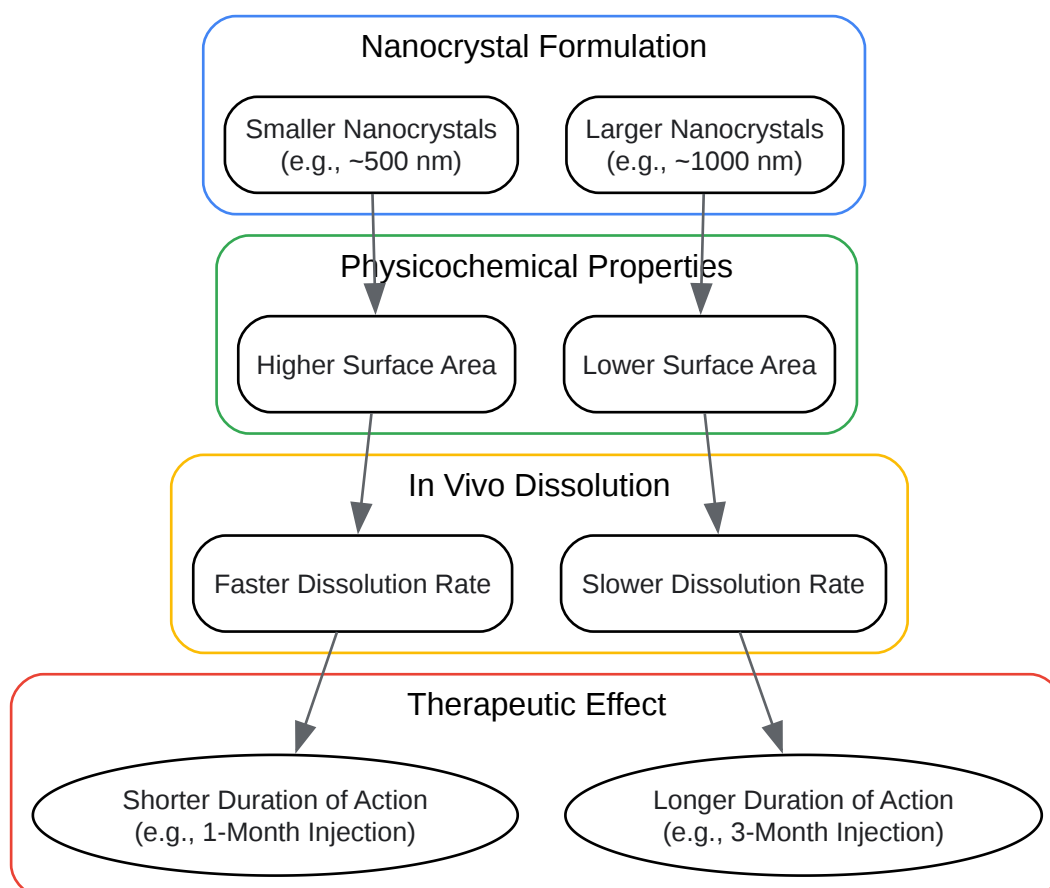 Nanocrystal Formulation
Smaller Nanocrystals
(e.g., ~500 nm)
Larger Nanocrystals
(e.g., ~1000 nm)
Physicochemical Properties
Higher Surface Area
Lower Surface Area
In Vivo Dissolution
Faster Dissolution Rate
Slower Dissolution Rate
Therapeutic Effect
Shorter Duration of Action
(e.g., 1-Month Injection)
Longer Duration of Action
(e.g., 3-Month Injection)